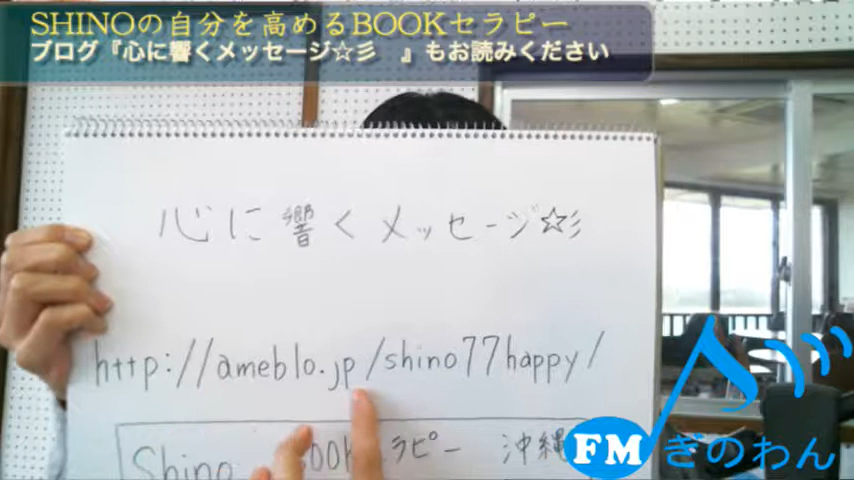 SHINOの自分を高めるBOOKセラピー
ブログ『心に響くメッセージ☆彡　』もお読みください
心に響くメッセージ☆彡
http://ameblo.jp/shino77happy/
Shino BOOKセラピー 沖縄
FMぎのわん